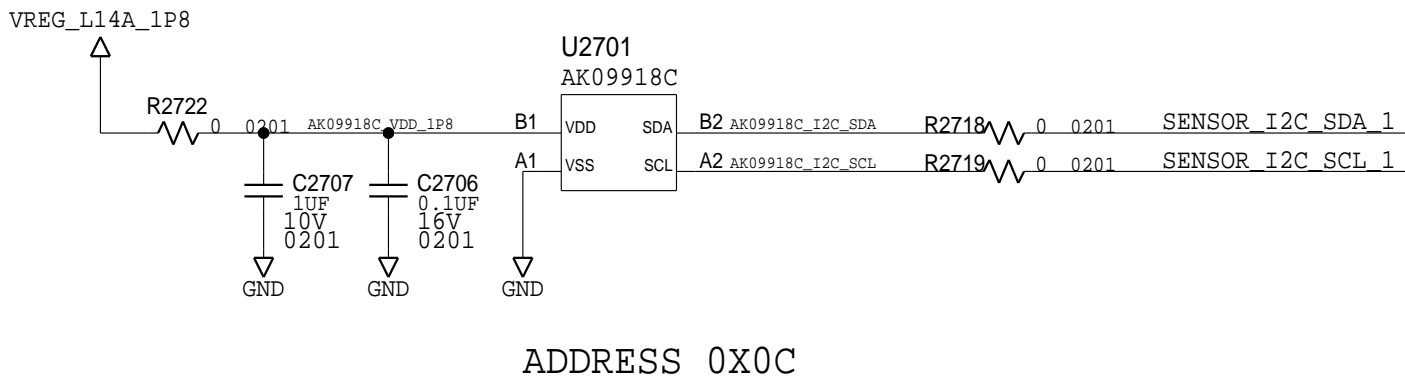 VREG_L14A_1P8
U2701
AK09918C
R2722
0 0201 AK09918C_VDD_1P8 B1 VDD SDA B2 AK09918C_I2C_SDA R2718 0 0201 SENSOR_I2C_SDA_1
A1 VSS SCL A2 AK09918C_I2C_SCL R2719 0 0201 SENSOR_I2C_SCL_1
C2707
1UF
10V
0201
C2706
0.1UF
16V
0201
GND GND GND
ADDRESS 0X0C